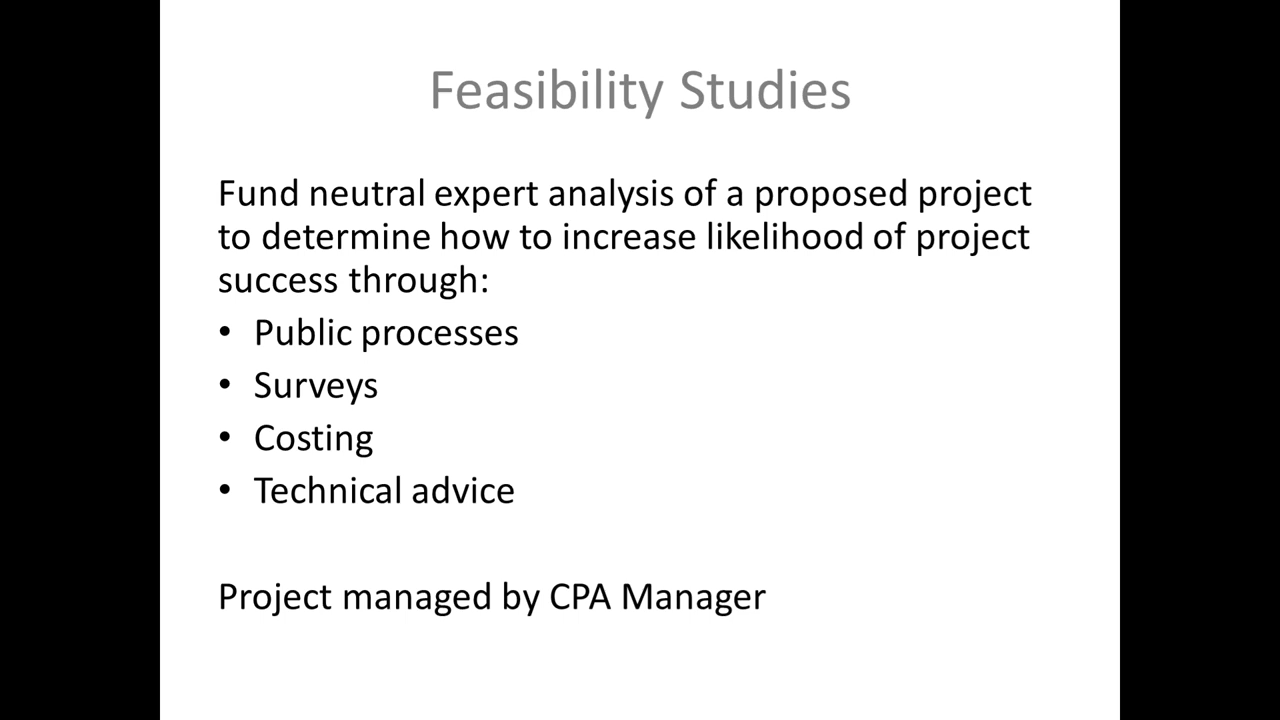 Feasibility Studies
Fund neutral expert analysis of a proposed project
to determine how to increase likelihood of project
success through:
• Public processes
• Surveys
• Costing
• Technical advice
Project managed by CPA Manager